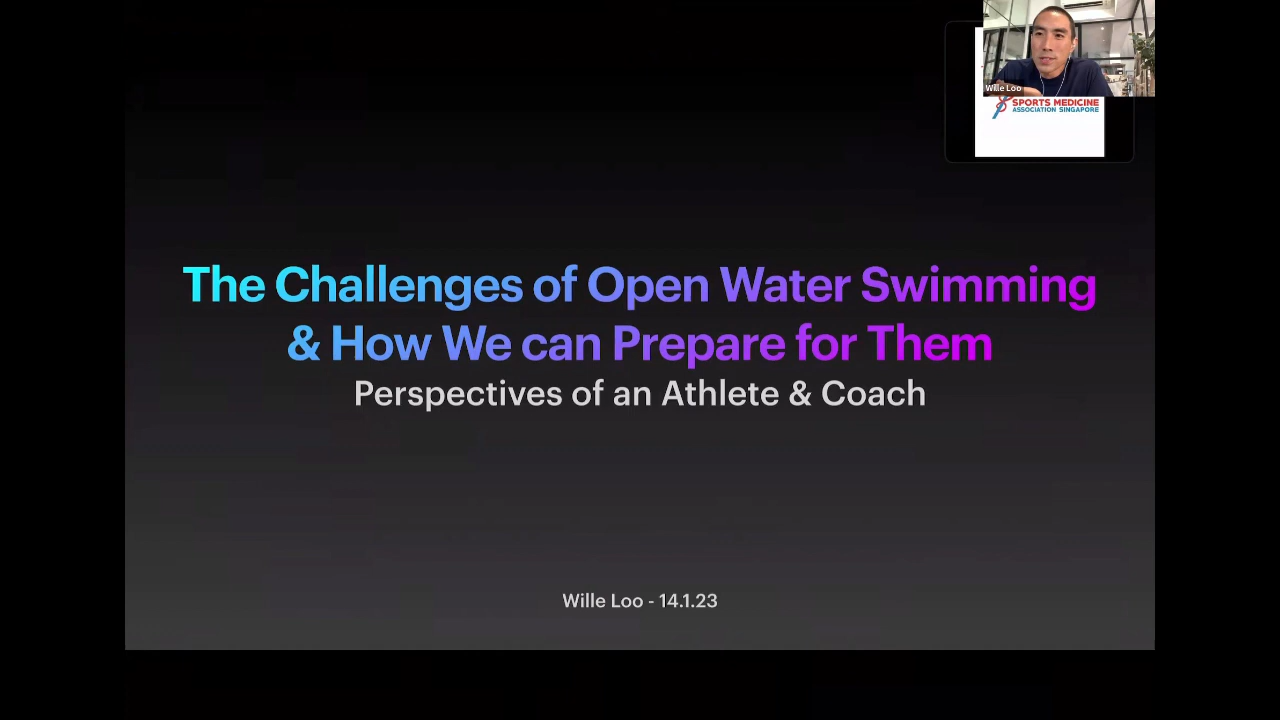 Wille Loo
SPORTS MEDICINE
ASSOCIATION SINGAPORE
The Challenges of Open Water Swimming
& How We can Prepare for Them
Perspectives of an Athlete & Coach
Wille Loo - 14.1.23